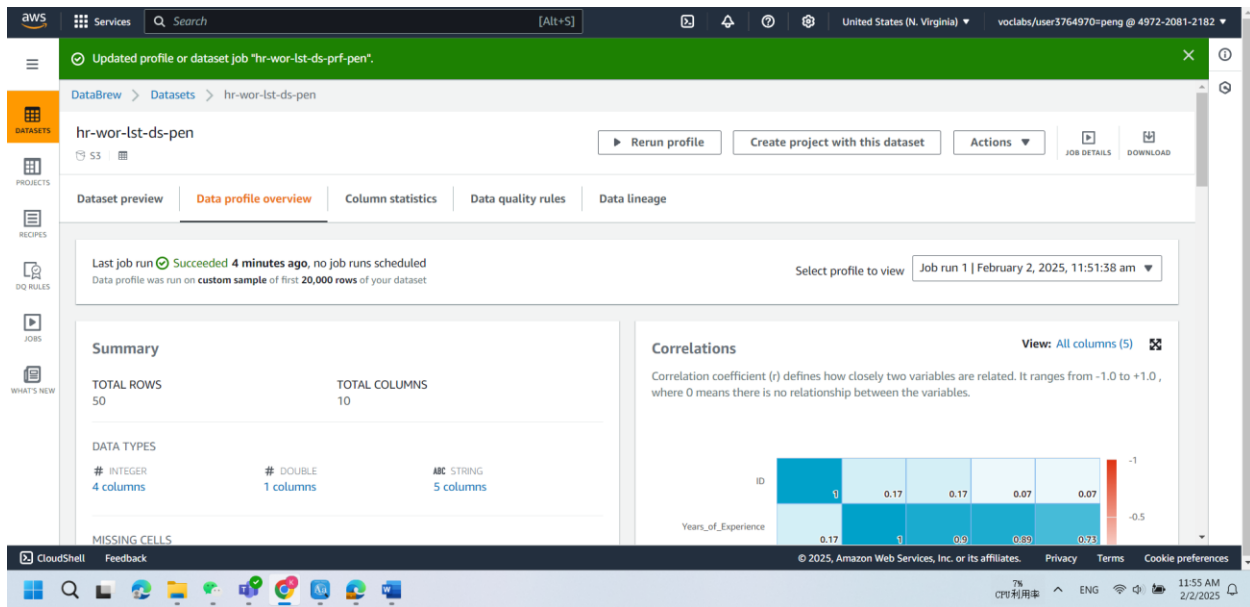 aws
Services
Search
[Alt+S]
United States (N. Virginia) ▼
voclabs/user3764970=peng @ 4972-2081-2182 ▼
Updated profile or dataset job "hr-wor-lst-ds-prf-pen".
DATASETS
PROJECTS
RECIPES
DQ RULES
JOBS
WHAT'S NEW
DataBrew > Datasets > hr-wor-lst-ds-pen
hr-wor-lst-ds-pen
S3
Rerun profile
Create project with this dataset
Actions ▼
JOB DETAILS
DOWNLOAD
Dataset preview
Data profile overview
Column statistics
Data quality rules
Data lineage
Last job run Succeeded 4 minutes ago, no job runs scheduled
Data profile was run on custom sample of first 20,000 rows of your dataset
Select profile to view
Job run 1 | February 2, 2025, 11:51:38 am ▼
Summary
TOTAL ROWS
50
TOTAL COLUMNS
10
DATA TYPES
# INTEGER
4 columns
# DOUBLE
1 columns
ABC STRING
5 columns
MISSING CELLS
Correlations
View: All columns (5)
Correlation coefficient (r) defines how closely two variables are related. It ranges from -1.0 to +1.0 ,
where 0 means there is no relationship between the variables.
ID
1 0.17 0.17 0.07 0.07
Years_of_Experience
0.17 1 0.9 0.89 0.73
-1
-0.5
CloudShell
Feedback
© 2025, Amazon Web Services, Inc. or its affiliates.
Privacy
Terms
Cookie preferences
7%
CPU利用率
ENG
11:55 AM
2/2/2025